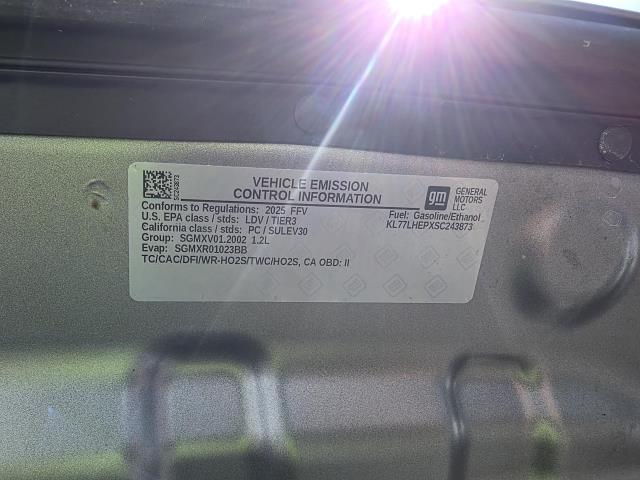 SC243873
VEHICLE EMISSION
CONTROL INFORMATION
gm
GENERAL
MOTORS
LLC
Conforms to Regulations: 2025 FFV
U.S. EPA class / stds: LDV / TIER3
California class / stds: PC / SULEV30
Group: SGMXV01.2002 1.2L
Evap: SGMXR01023BB
TC/CAC/DFI/WR-HO2S/TWC/HO2S, CA OBD: II
Fuel: Gasoline/Ethanol
KL77LHEPXSC243873